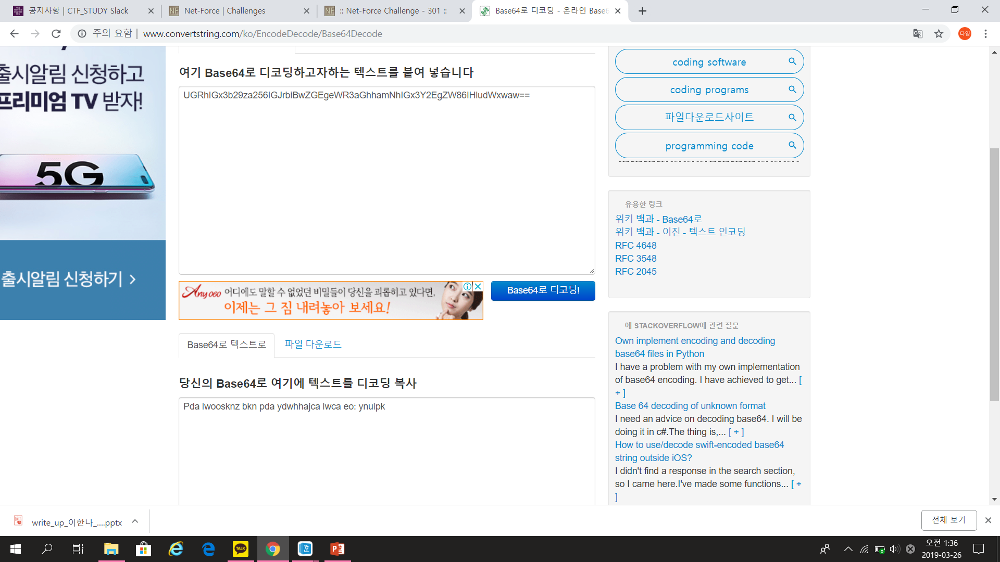 공지사항 | CTF_STUDY Slack
Net-Force | Challenges
:: Net-Force Challenge - 301 ::
Base64로 디코딩 - 온라인 Base6
주의 요함 | www.convertstring.com/ko/EncodeDecode/Base64Decode
다영
출시알림 신청하고
프리미엄 TV 받자!
5G
출시알림 신청하기 >
여기 Base64로 디코딩하고자하는 텍스트를 붙여 넣습니다
UGRhIGx3b29za256IGJrbiBwZGEgeWR3aGhhamNhIGx3Y2EgZW86IHludWxwaw==
Any060 어디에도 말할 수 없었던 비밀들이 당신을 괴롭히고 있다면,
이제는 그 짐 내려놓아 보세요!
Base64로 디코딩!
Base64로 텍스트로
파일 다운로드
당신의 Base64로 여기에 텍스트를 디코딩 복사
Pda lwoosknz bkn pda ydwhhajca lwca eo: ynulpk
coding software
coding programs
파일다운로드사이트
programming code
유용한 링크
위키 백과 - Base64로
위키 백과 - 이진 - 텍스트 인코딩
RFC 4648
RFC 3548
RFC 2045
에 STACKOVERFLOW에 관련 질문
Own implement encoding and decoding
base64 files in Python
I have a problem with my own implementation
of base64 encoding. I have achieved to get... [
+ ]
Base 64 decoding of unknown format
I need an advice on decoding base64. I will be
doing it in c#.The thing is,... [ + ]
How to use/decode swift-encoded base64
string outside iOS?
I didn't find a response in the search section,
so I came here.I've made some functions... [ +
]
write_up_이한나_....pptx
전체 보기
TALK
오전 1:36
2019-03-26